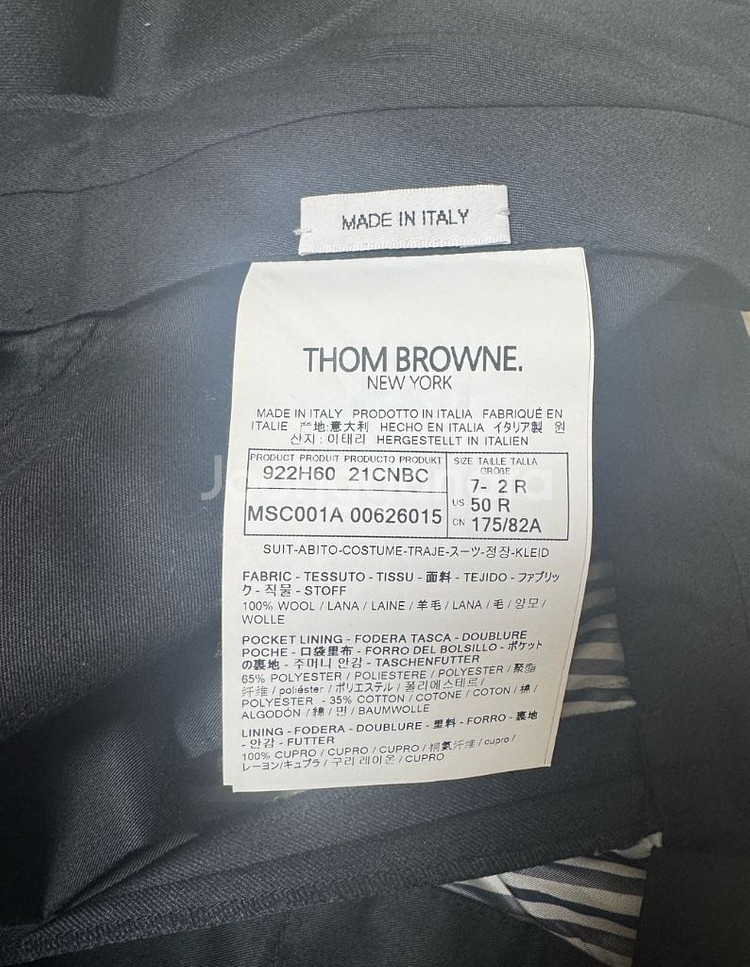 MADE IN ITALY
THOM BROWNE.
NEW YORK
MADE IN ITALY PRODOTTO IN ITALIA FABRIQUÉ EN
ITALIE 产地:意大利 HECHO EN ITALIA イタリア製 원
산지: 이태리 HERGESTELLT IN ITALIEN
PRODUCT PRODUIT PRODUCTO PRODUKT
922H60 21CNBC
MSC001A 00626015
SIZE TAILLE TALLA
GRÖBE
7- 2 R
US 50 R
CN 175/82A
SUIT-ABITO-COSTUME-TRAJE-スーツ-정장-KLEID
FABRIC - TESSUTO - TISSU - 面料 - TEJIDO - ファブリッ
ク - 직물 - STOFF
100% WOOL / LANA / LAINE / 羊毛 / LANA / 毛 / 양모 /
WOLLE
POCKET LINING - FODERA TASCA - DOUBLURE
POCHE - 口袋里布 - FORRO DEL BOLSILLO - ポケット
の裏地 - 주머니 안감 - TASCHENFUTTER
65% POLYESTER / POLIESTERE / POLYESTER / 聚酯
纤维 / poliéster / ポリエステル / 폴리에스테르 /
POLYESTER - 35% COTTON / COTONE / COTON / 棉 /
ALGODÓN / 綿 / 면 / BAUMWOLLE
LINING - FODERA - DOUBLURE - 里料 - FORRO - 裏地
- 안감 - FUTTER
100% CUPRO / CUPRO / CUPRO / 铜氨纤维 / cupro /
レーヨン/キュプラ / 구리 레이온 / CUPRO